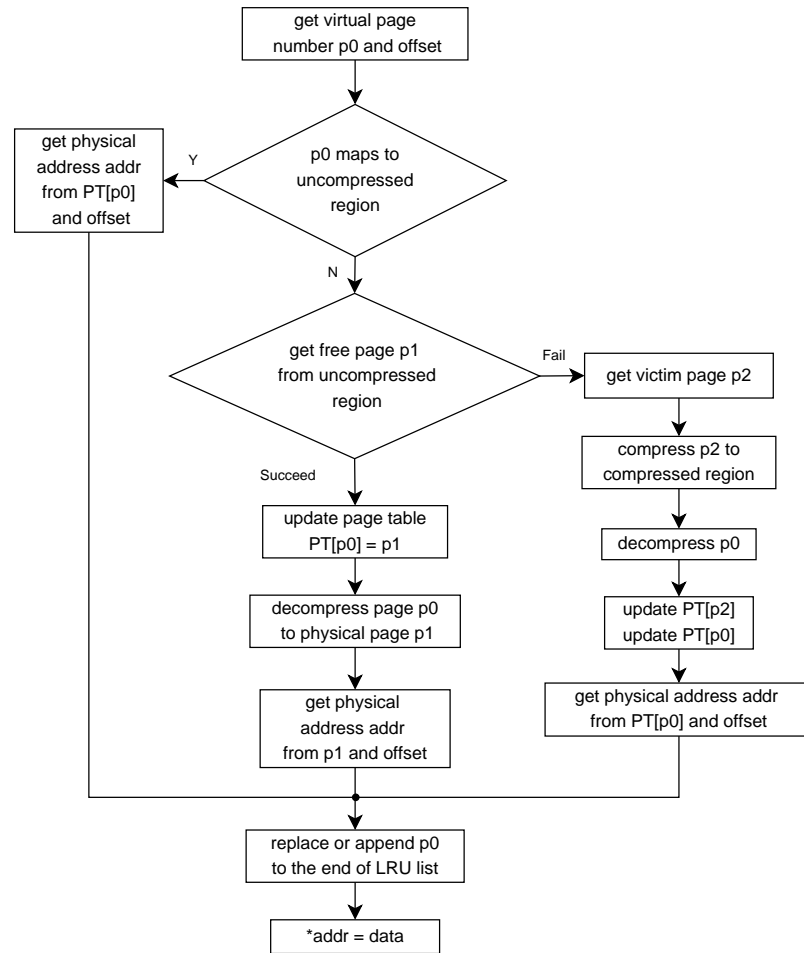 get virtual page
number p0 and offset
p0 maps to
uncompressed
region
Y
get physical
address addr
from PT[p0]
and offset
N
get free page p1
from uncompressed
region
Fail
get victim page p2
compress p2 to
compressed region
decompress p0
update PT[p2]
update PT[p0]
get physical address addr
from PT[p0] and offset
Succeed
update page table
PT[p0] = p1
decompress page p0
to physical page p1
get physical
address addr
from p1 and offset
replace or append p0
to the end of LRU list
*addr = data